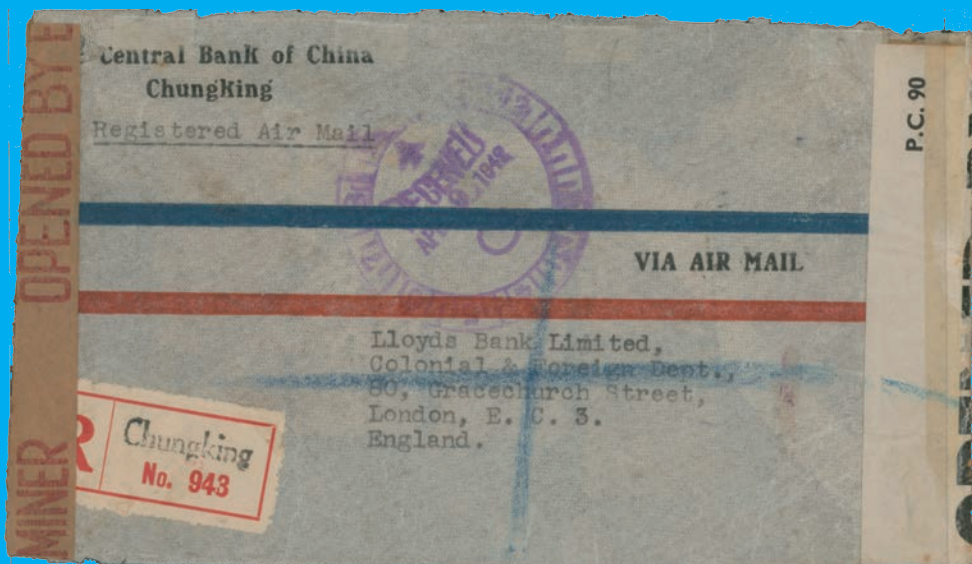 Central Bank of China
Chungking
Registered Air Mail
VIA AIR MAIL
Lloyds Bank Limited,
Colonial & Foreign Dept.,
80, Gracechurch Street,
London, E. C. 3.
England.
R
Chungking
No. 943
OPENED BY E
MINER
P.C. 90